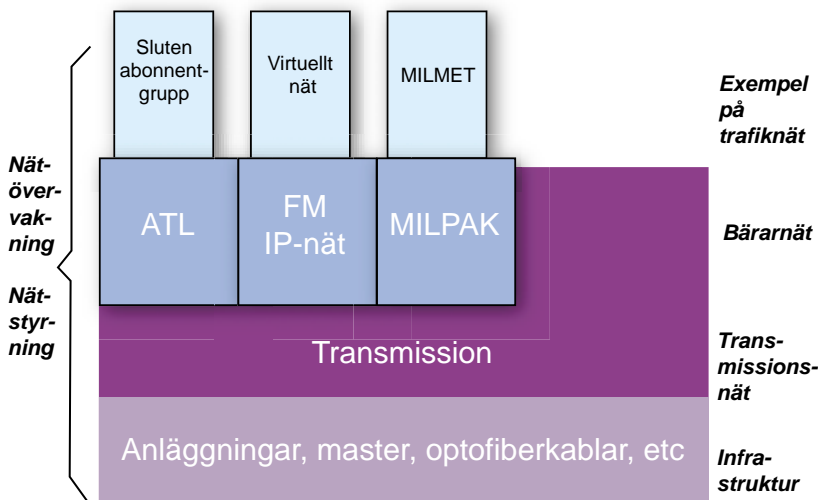 Sluten
abonnent-
grupp
Virtuellt
nät
MILMET
Exempel
på
trafiknät
Nät-
över-
vak-
ning
Nät-
styr-
ning
ATL
FM
IP-nät
MILPAK
Bärarnät
Transmission
Trans-
missions-
nät
Anläggningar, master, optofiberkablar, etc
Infra-
struktur